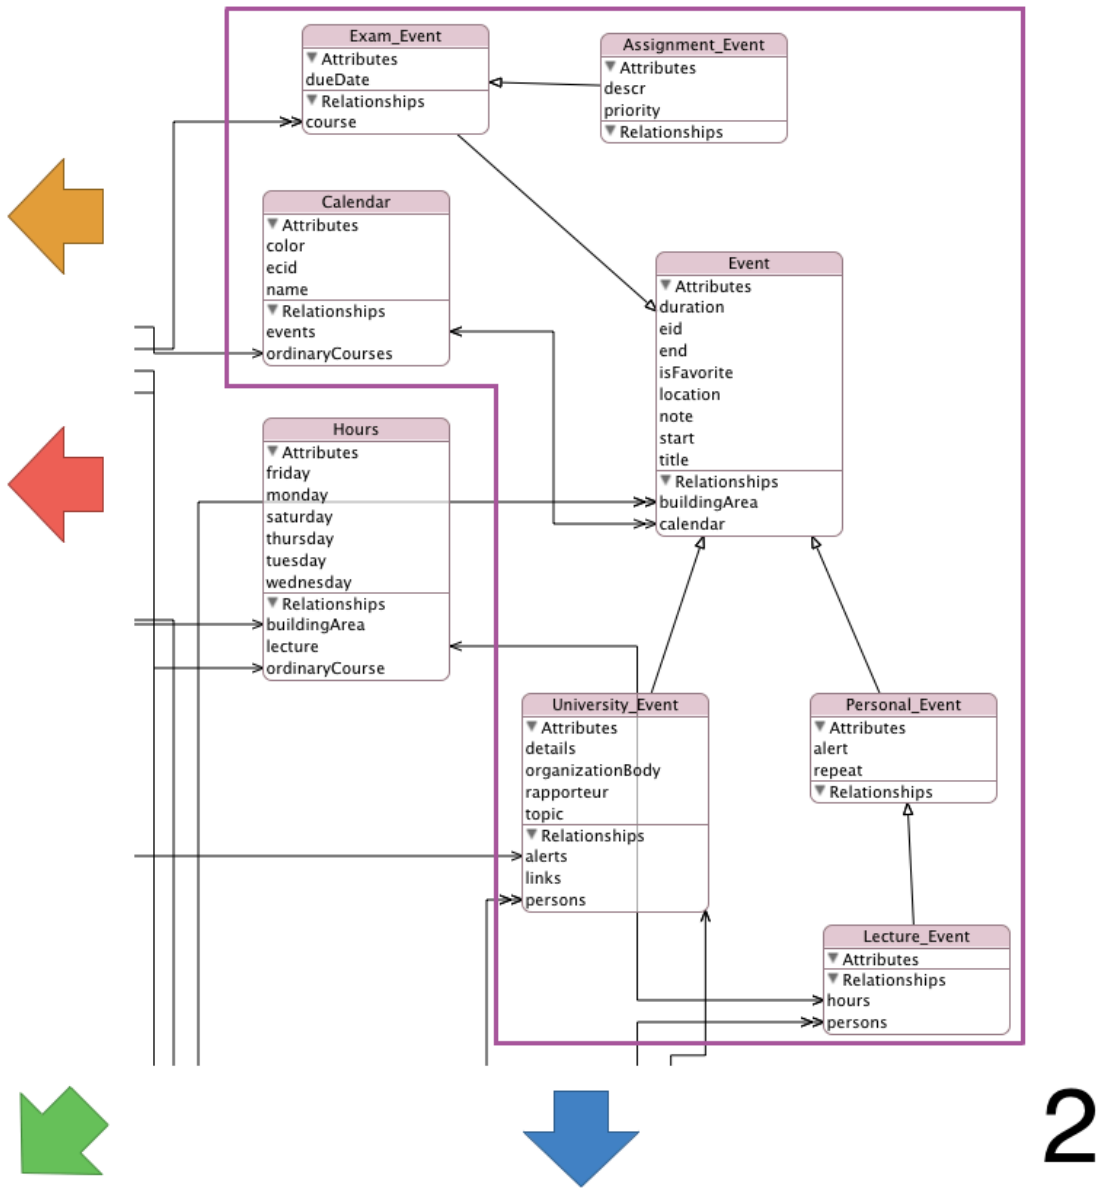 Exam_Event
Attributes
dueDate
Relationships
course
Assignment_Event
Attributes
descr
priority
Relationships
Calendar
Attributes
color
ecid
name
Relationships
events
ordinaryCourses
Event
Attributes
duration
eid
end
isFavorite
location
note
start
title
Relationships
buildingArea
calendar
Hours
Attributes
friday
monday
saturday
thursday
tuesday
wednesday
Relationships
buildingArea
lecture
ordinaryCourse
University_Event
Attributes
details
organizationBody
rapporteur
topic
Relationships
alerts
links
persons
Personal_Event
Attributes
alert
repeat
Relationships
Lecture_Event
Attributes
Relationships
hours
persons
2